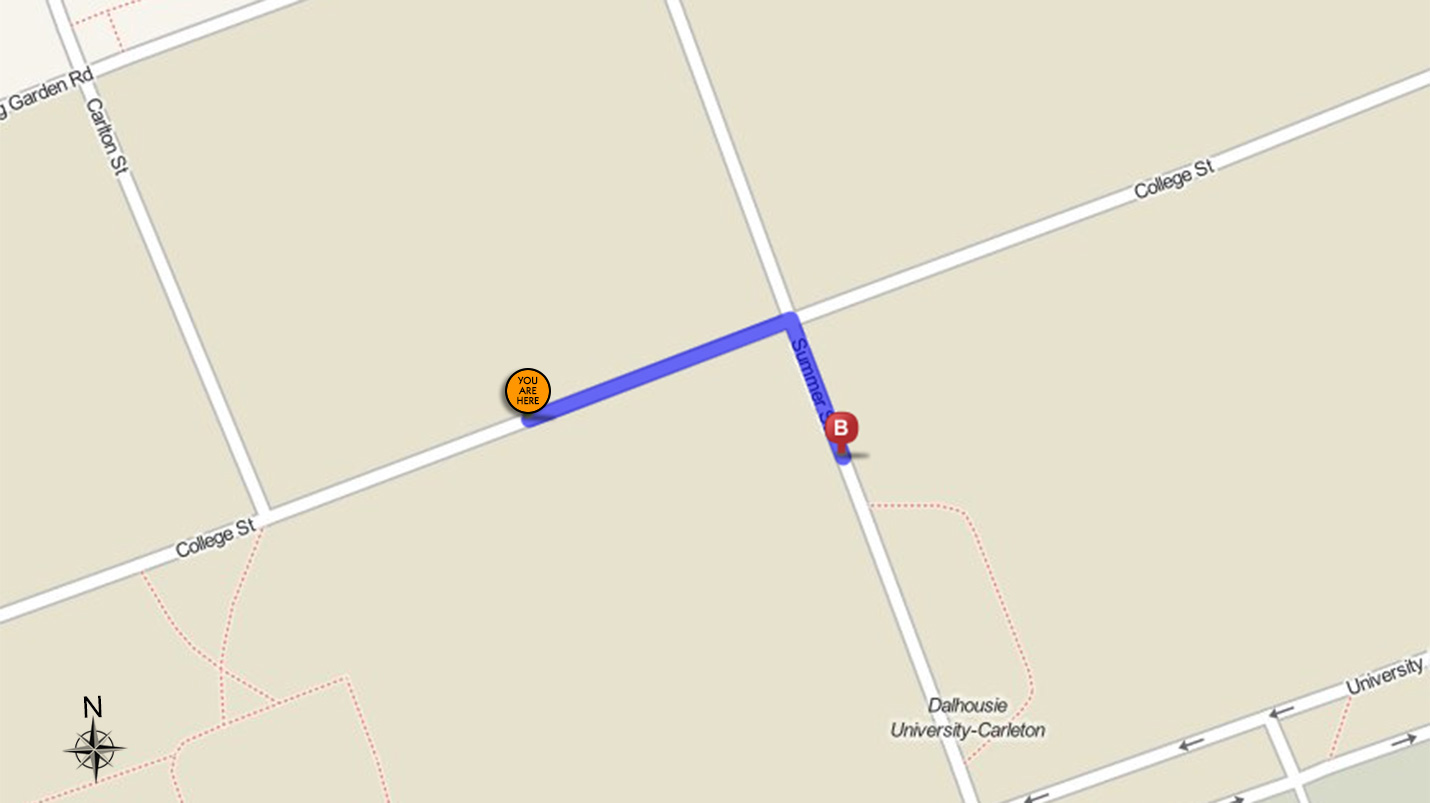 g Garden Rd
Carlton St
College St
YOU
ARE
HERE
Summer S
B
College St
Dalhousie
University-Carleton
University
N